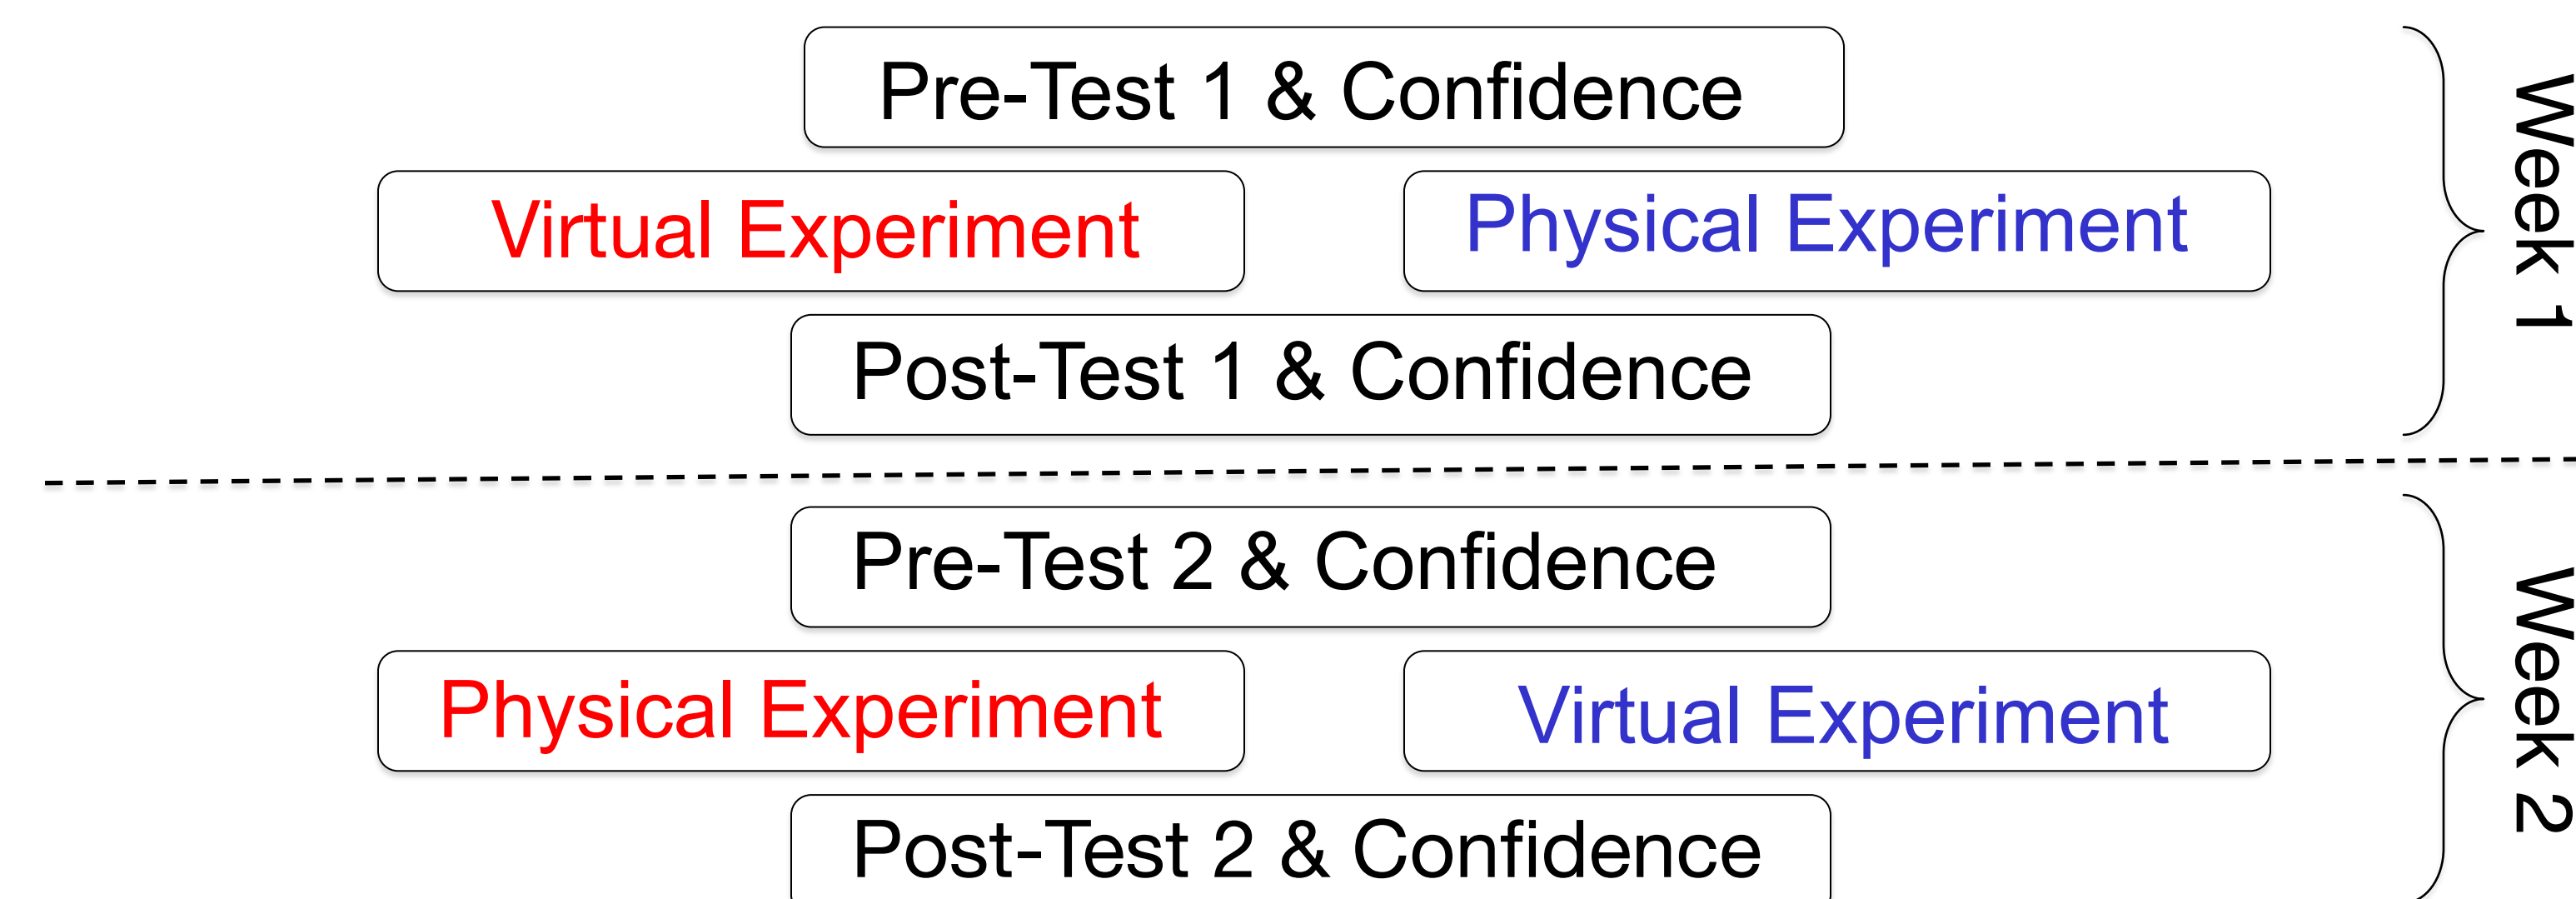 Pre-Test 1 & Confidence
Virtual Experiment
Physical Experiment
Post-Test 1 & Confidence
Week 1
Pre-Test 2 & Confidence
Physical Experiment
Virtual Experiment
Post-Test 2 & Confidence
Week 2